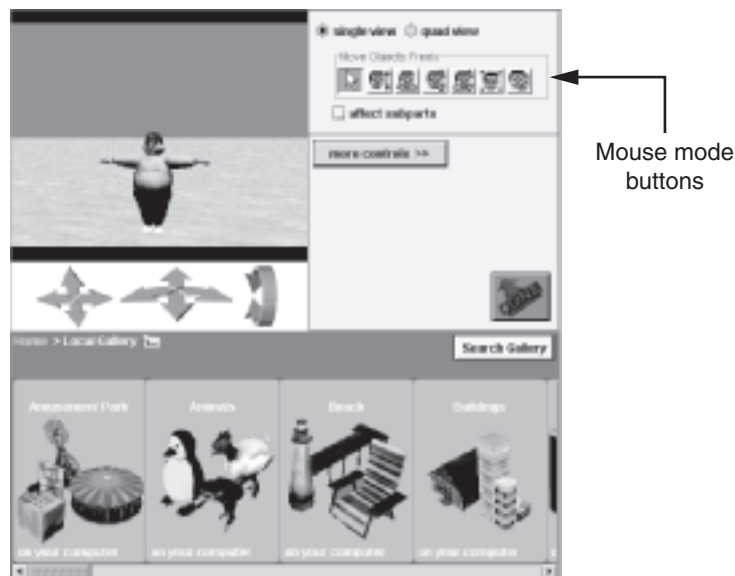 single view quad view
Move Objects Freely
affect subparts
more controls >>
Mouse mode
buttons
DONE
Home > Local Gallery
Search Gallery
Amusement Park Animals Beach Buildings
on your computer on your computer on your computer on your computer